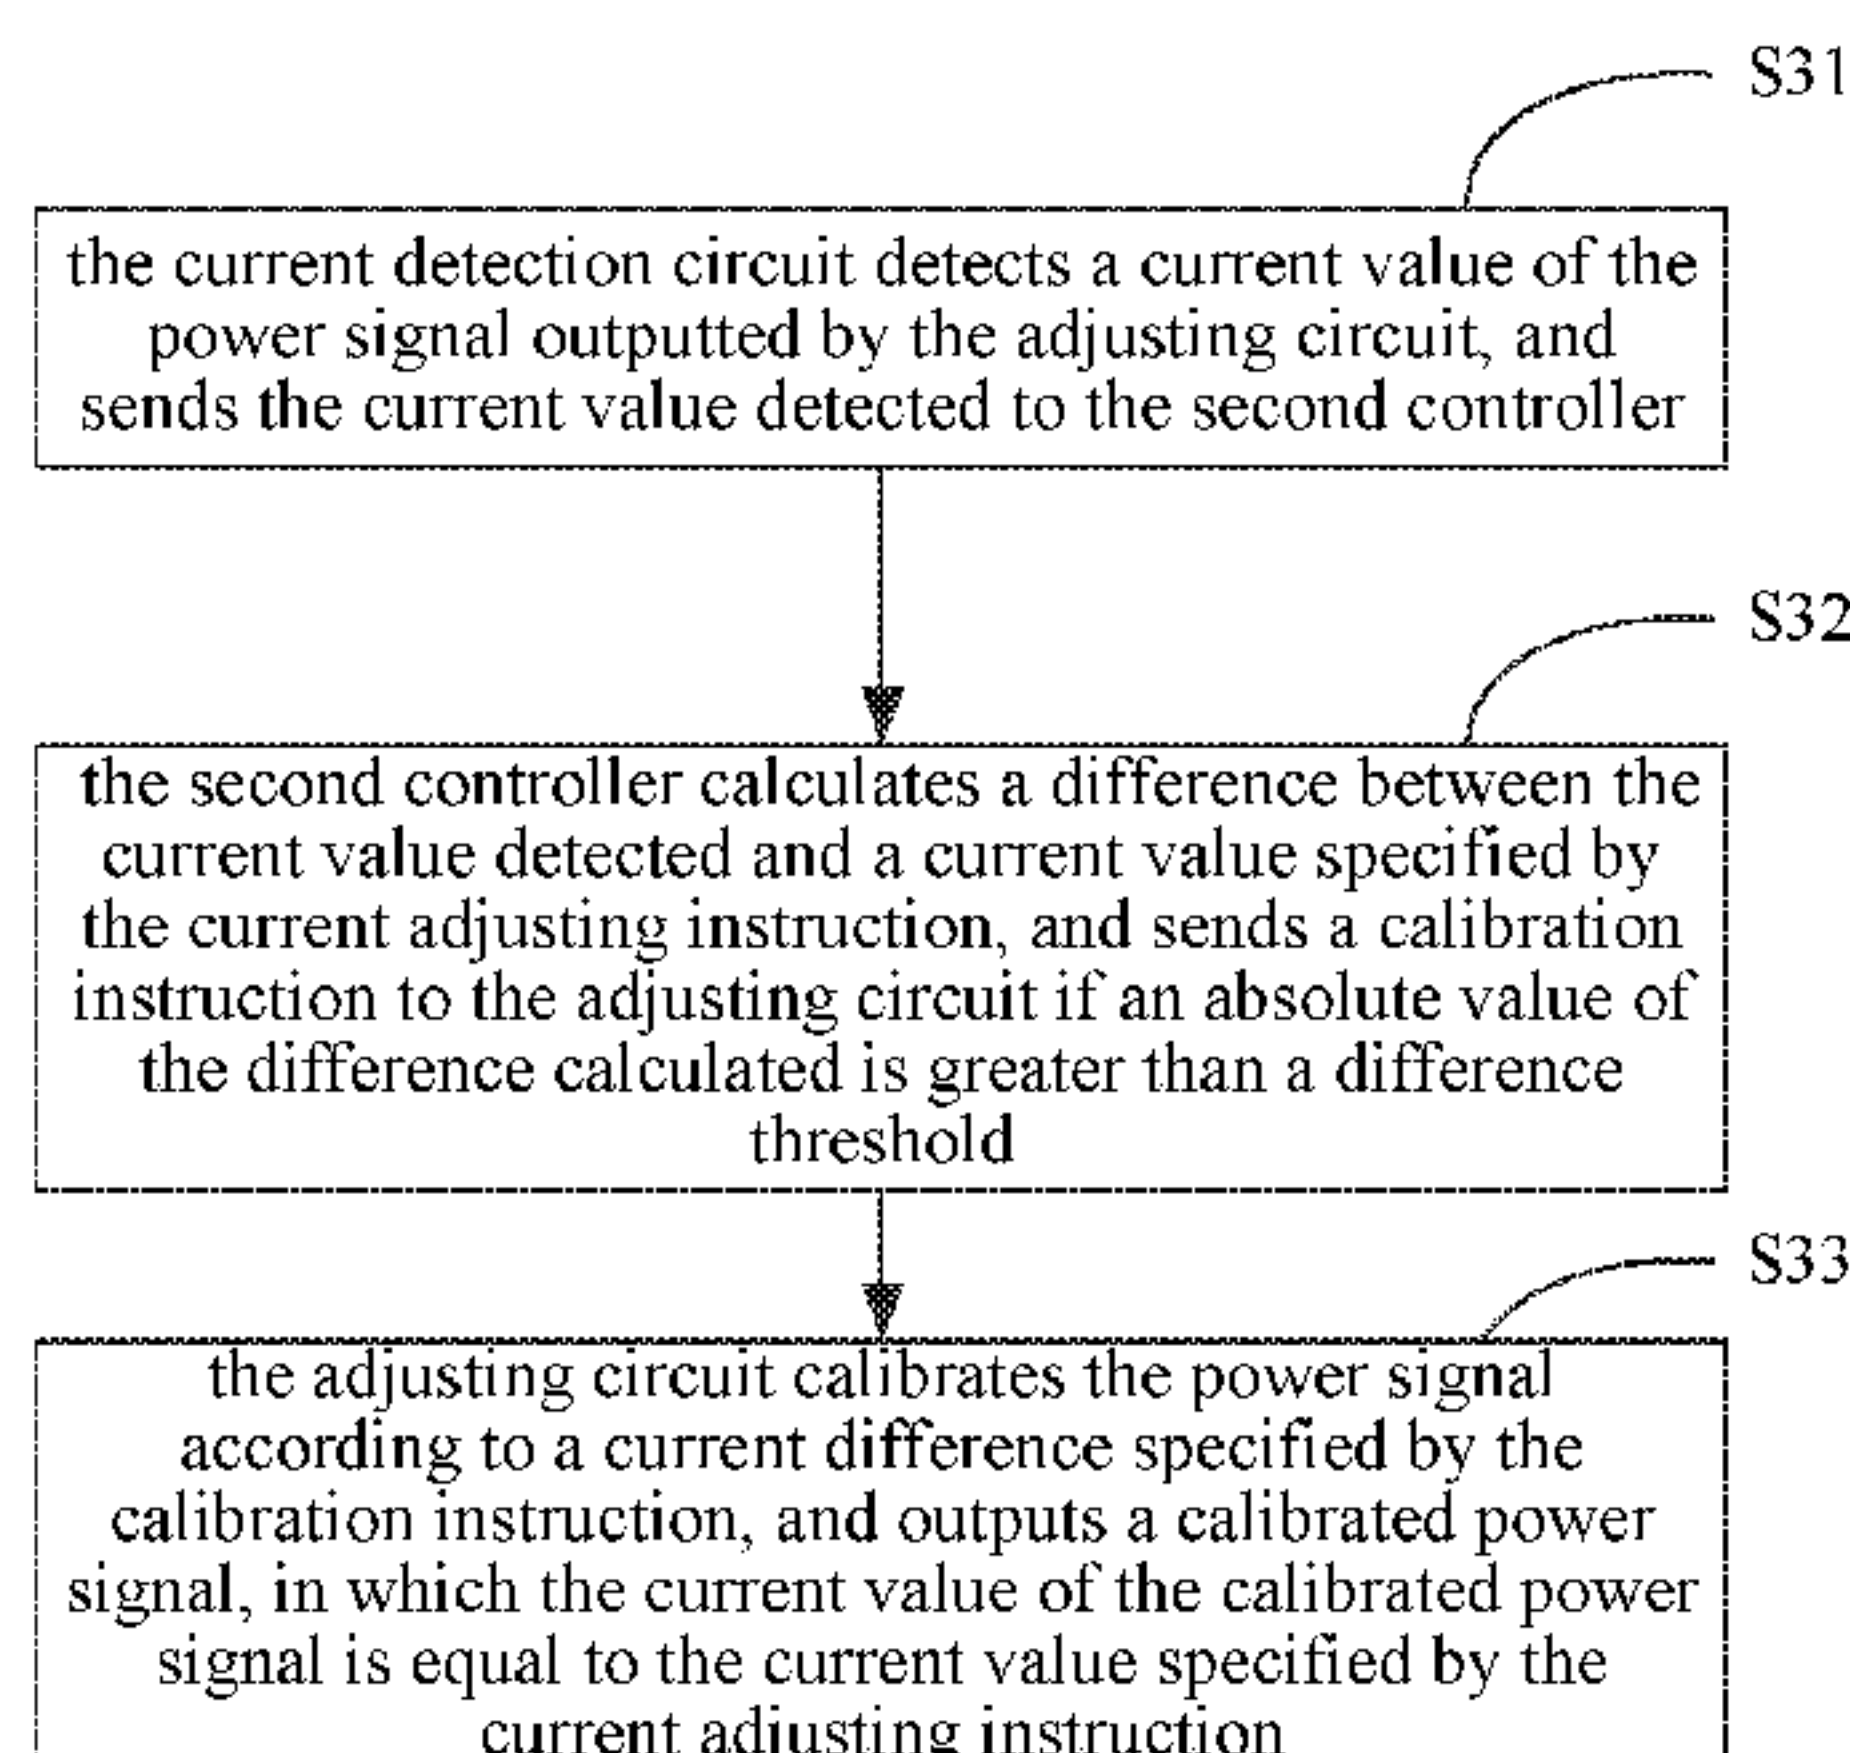 S31
the current detection circuit detects a current value of the
power signal outputted by the adjusting circuit, and
sends the current value detected to the second controller
S32
the second controller calculates a difference between the
current value detected and a current value specified by
the current adjusting instruction, and sends a calibration
instruction to the adjusting circuit if an absolute value of
the difference calculated is greater than a difference
threshold
S33
the adjusting circuit calibrates the power signal
according to a current difference specified by the
calibration instruction, and outputs a calibrated power
signal, in which the current value of the calibrated power
signal is equal to the current value specified by the
current adjusting instruction